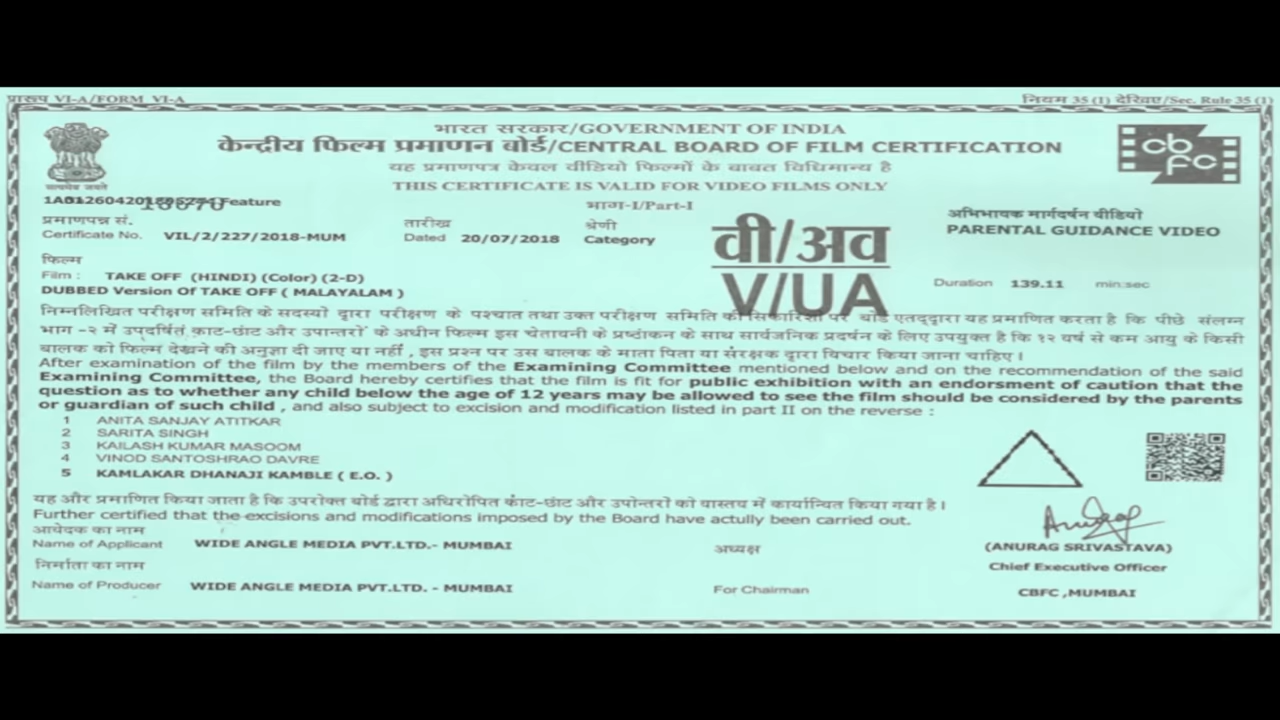 प्रारूप VI-A/FORM VI-A
नियम 35 (1) देखिए/Sec. Rule 35 (1)
भारत सरकार/GOVERNMENT OF INDIA
केन्द्रीय फिल्म प्रमाणन बोर्ड/CENTRAL BOARD OF FILM CERTIFICATION
cb fc
यह प्रमाणपत्र केवल वीडियो फिल्मों के बावत विधिमान्य है
सत्यमेव जयते
THIS CERTIFICATE IS VALID FOR VIDEO FILMS ONLY
Feature
भाग-I/Part-I
प्रमाणपत्र सं.
तारीख
श्रेणी
वी/अव
अभिभावक मार्गदर्षन वीडियो
Certificate No. VIL/2/227/2018-MUM
Dated 20/07/2018
Category
PARENTAL GUIDANCE VIDEO
फिल्म
Film : TAKE OFF (HINDI) (Color) (2-D)
V/UA
Duration 139.11 min:sec
DUBBED Version Of TAKE OFF ( MALAYALAM )
निम्नलिखित परीक्षण समिति के सदस्यों द्वारा परीक्षण के पश्चात तथा उक्त परीक्षण समिति की सिफारिशों पर बोर्ड एतद्द्वारा यह प्रमाणित करता है कि पीछे संलग्न
भाग -२ में उपदर्षित काट-छांट और उपान्तरों के अधीन फिल्म इस चेतावनी के प्रष्ठांकन के साथ सार्वजनिक प्रदर्षन के लिए उपयुक्त है कि १२ वर्ष से कम आयु के किसी
बालक को फिल्म देखने की अनुज्ञा दी जाए या नहीं , इस प्रश्न पर उस बालक के माता पिता या संरक्षक द्वारा विचार किया जाना चाहिए ।
After examination of the film by the members of the Examining Committee mentioned below and on the recommendation of the said
Examining Committee, the Board hereby certifies that the film is fit for public exhibition with an endorsment of caution that the
question as to whether any child below the age of 12 years may be allowed to see the film should be considered by the parents
or guardian of such child , and also subject to excision and modification listed in part II on the reverse :
1 ANITA SANJAY ATITKAR
2 SARITA SINGH
3 KAILASH KUMAR MASOOM
4 VINOD SANTOSHRAO DAVRE
5 KAMLAKAR DHANAJI KAMBLE ( E.O. )
यह और प्रमाणित किया जाता है कि उपरोक्त बोर्ड द्वारा अधिरोपित कांट-छांट और उपोन्तरों को वास्तव में कार्यान्वित किया गया है ।
Further certified that the excisions and modifications imposed by the Board have actully been carried out.
आवेदक का नाम
Name of Applicant WIDE ANGLE MEDIA PVT.LTD.- MUMBAI
अध्यक्ष
(ANURAG SRIVASTAVA)
निर्माता का नाम
Chief Executive Officer
Name of Producer WIDE ANGLE MEDIA PVT.LTD. - MUMBAI
For Chairman
CBFC ,MUMBAI